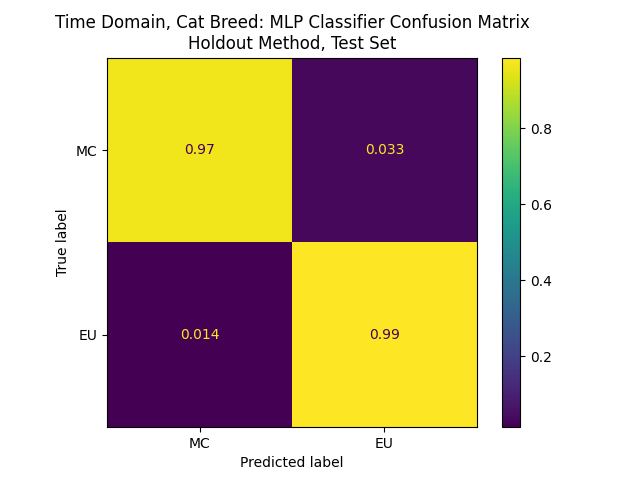 Time Domain, Cat Breed: MLP Classifier Confusion Matrix
Holdout Method, Test Set
MC
0.97
0.033
0.8
0.6
True label
0.4
EU
0.014
0.99
0.2
MC
EU
Predicted label